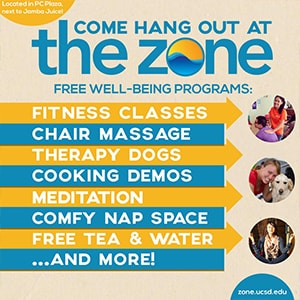 Located in PC Plaza,
next to Jamba Juice!
COME HANG OUT AT
the zone
FREE WELL-BEING PROGRAMS:
FITNESS CLASSES
CHAIR MASSAGE
THERAPY DOGS
COOKING DEMOS
MEDITATION
COMFY NAP SPACE
FREE TEA & WATER
...AND MORE!
zone.ucsd.edu